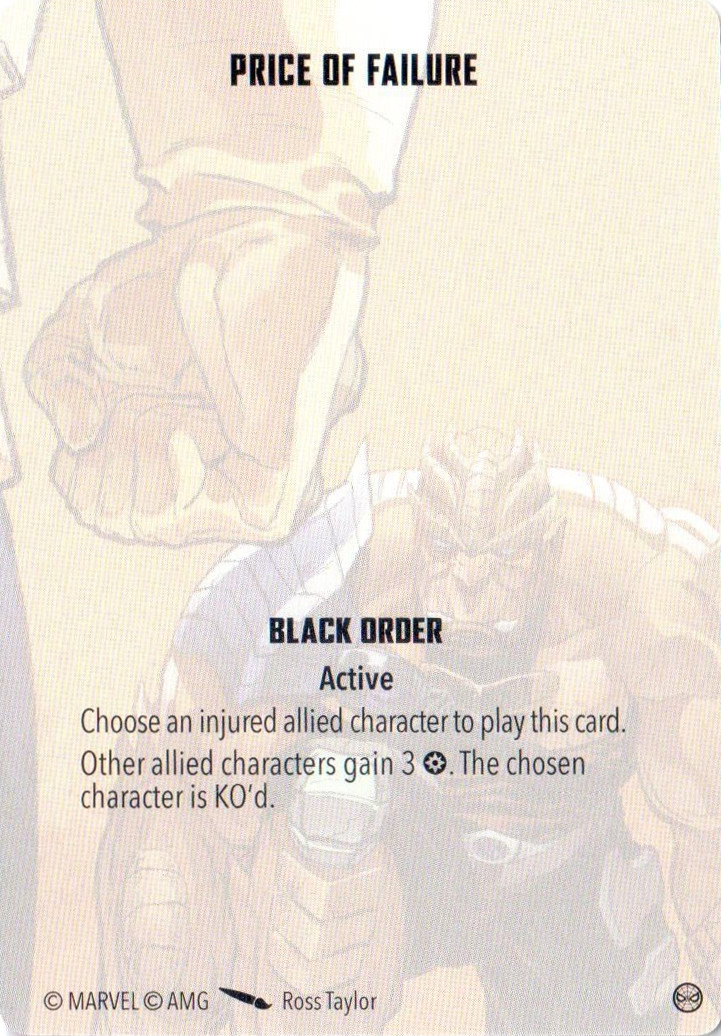 PRICE OF FAILURE
BLACK ORDER
Active
Choose an injured allied character to play this card.
Other allied characters gain 3 . The chosen
character is KO'd.
© MARVEL © AMG Ross Taylor